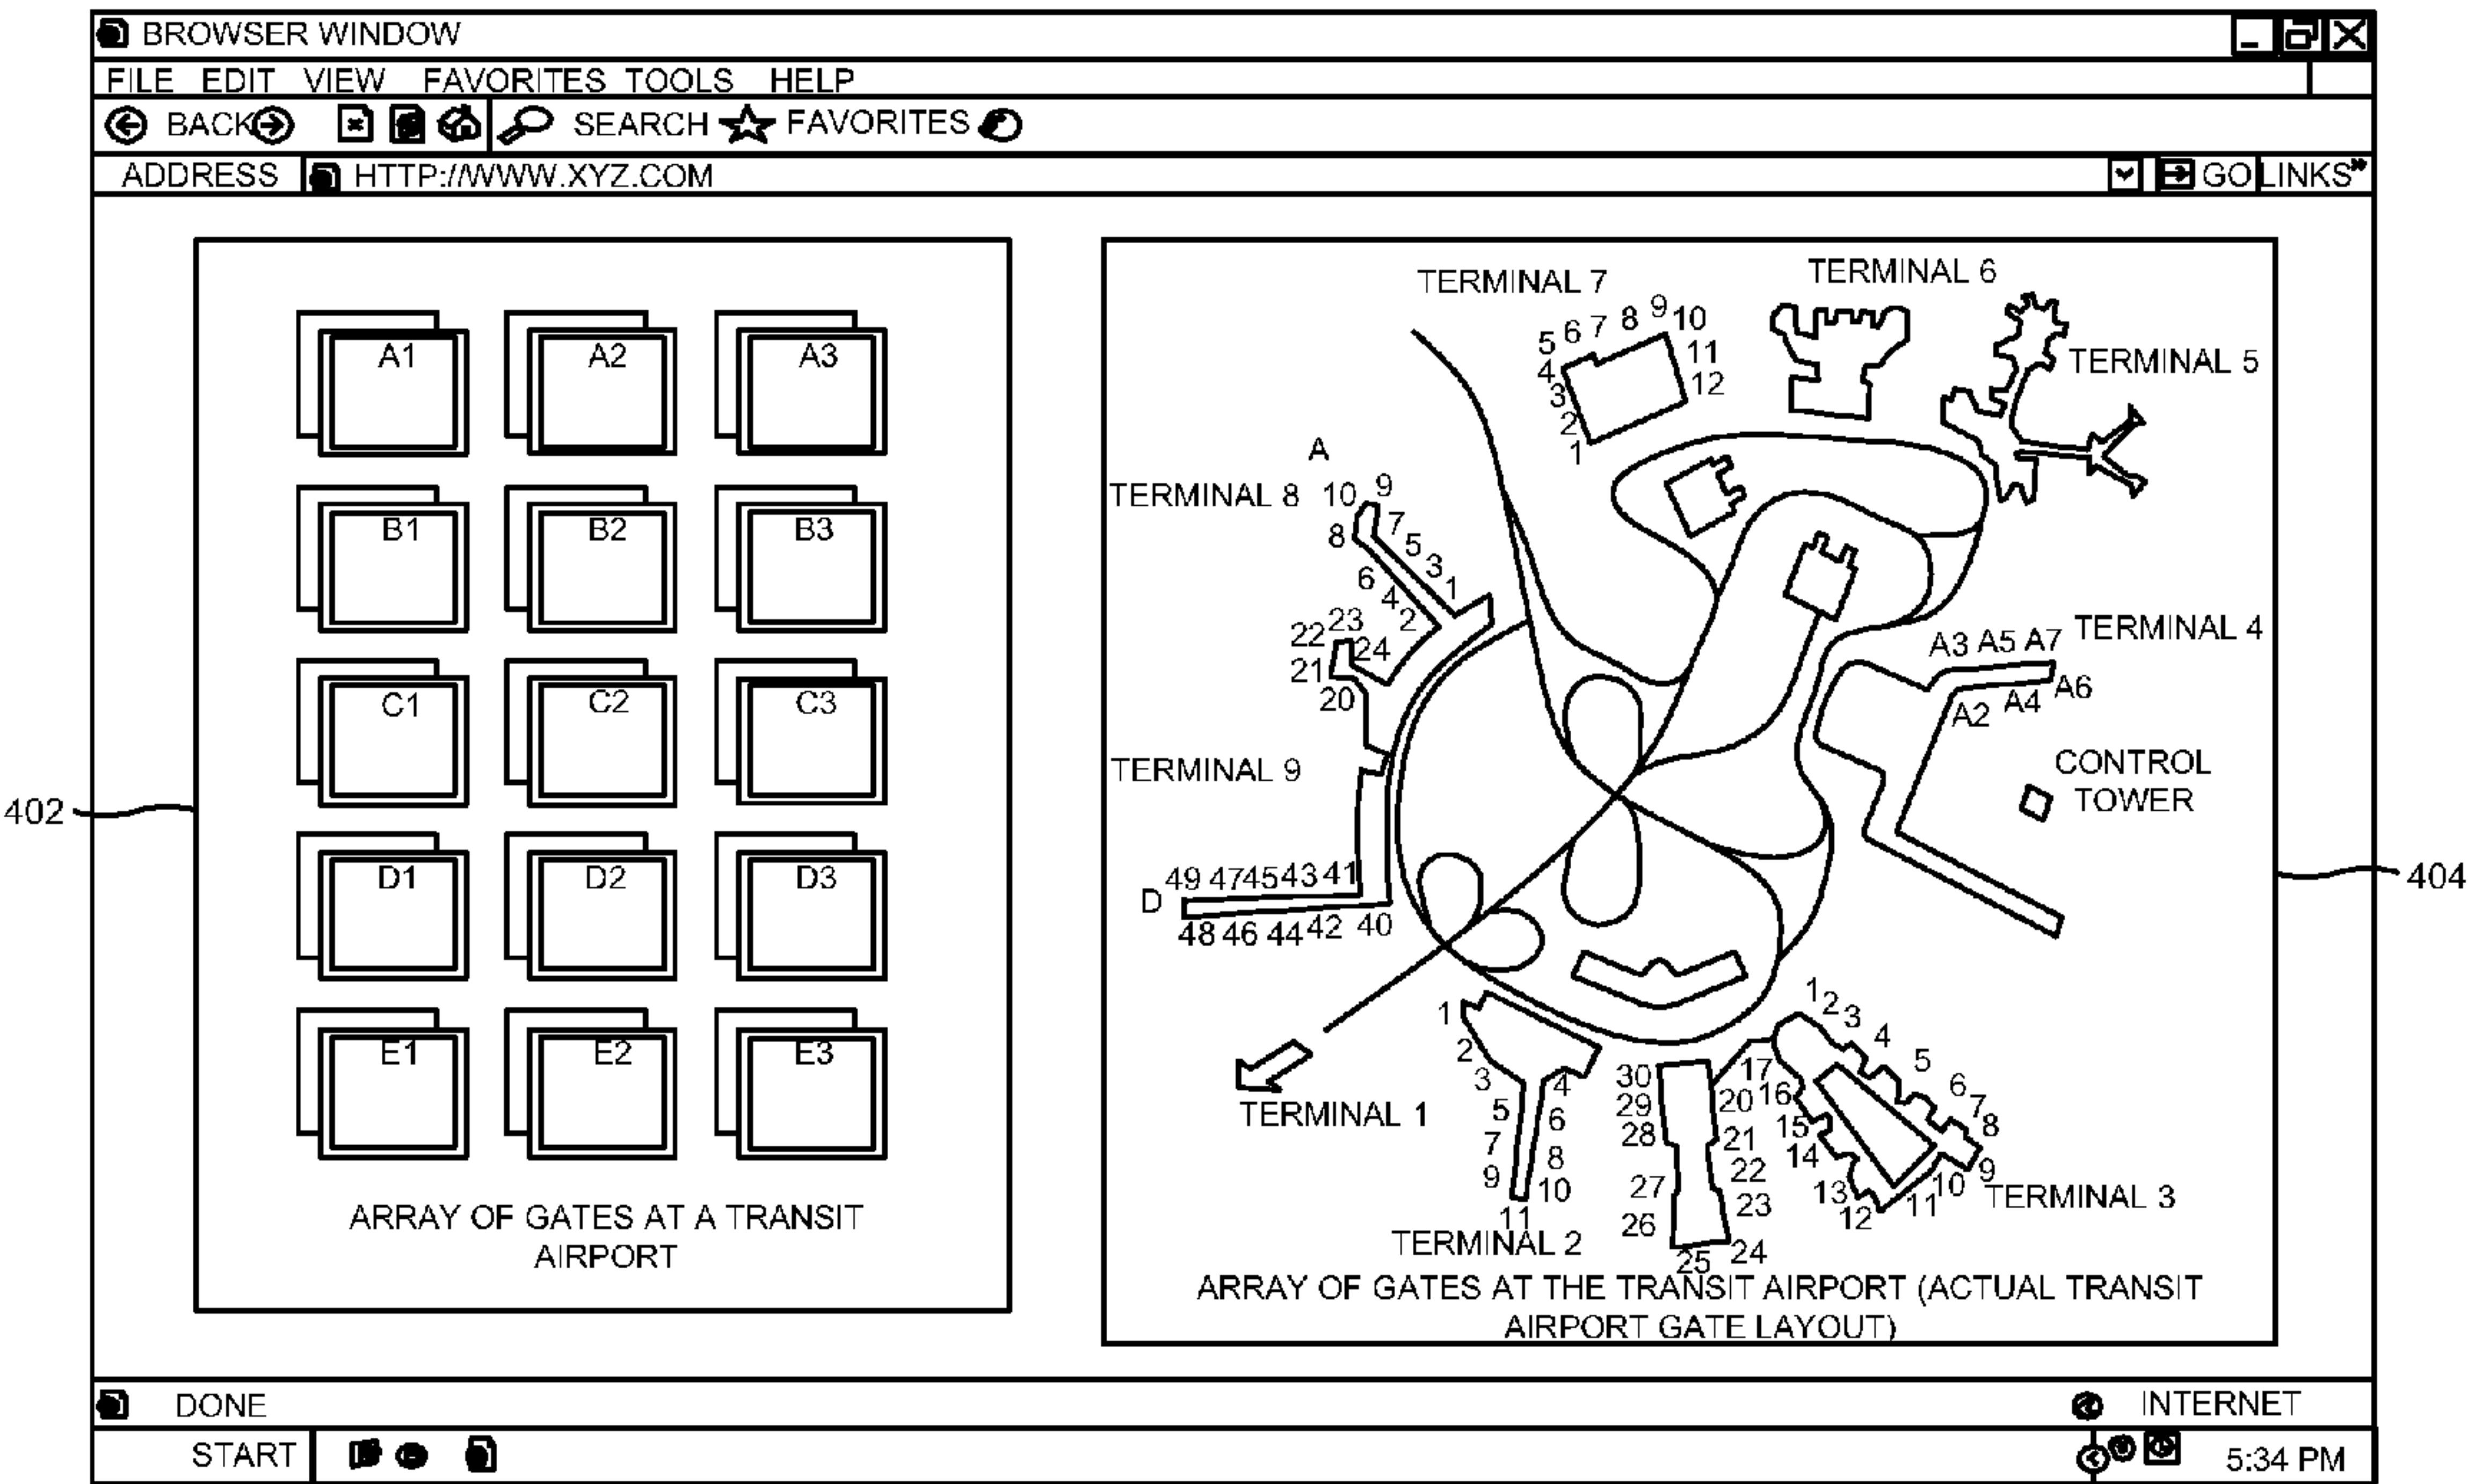 BROWSER WINDOW
FILE EDIT VIEW FAVORITES TOOLS HELP
BACK SEARCH FAVORITES
ADDRESS HTTP://WWW.XYZ.COM GO LINKS»
402
A1 A2 A3
B1 B2 B3
C1 C2 C3
D1 D2 D3
E1 E2 E3
ARRAY OF GATES AT A TRANSIT
AIRPORT
404
TERMINAL 7
1 2 3 4 5 6 7 8 9 10 11 12
TERMINAL 6
TERMINAL 5
A
TERMINAL 8
10 9
8 7 5 3 1
6 4 2
22 23 24
21
20
TERMINAL 4
A3 A5 A7
A2 A4 A6
CONTROL
TOWER
TERMINAL 9
49 47 45 43 41
D
48 46 44 42 40
TERMINAL 1
1
2
3 4
5 6
7 8
9 10
11
TERMINAL 2
30 20
29 21
28 22
27 23
26 24
25
1 2 3 4 5 6 7 8 9
17 16 15 14 13 12 11 10
TERMINAL 3
ARRAY OF GATES AT THE TRANSIT AIRPORT (ACTUAL TRANSIT
AIRPORT GATE LAYOUT)
DONE INTERNET
START 5:34 PM